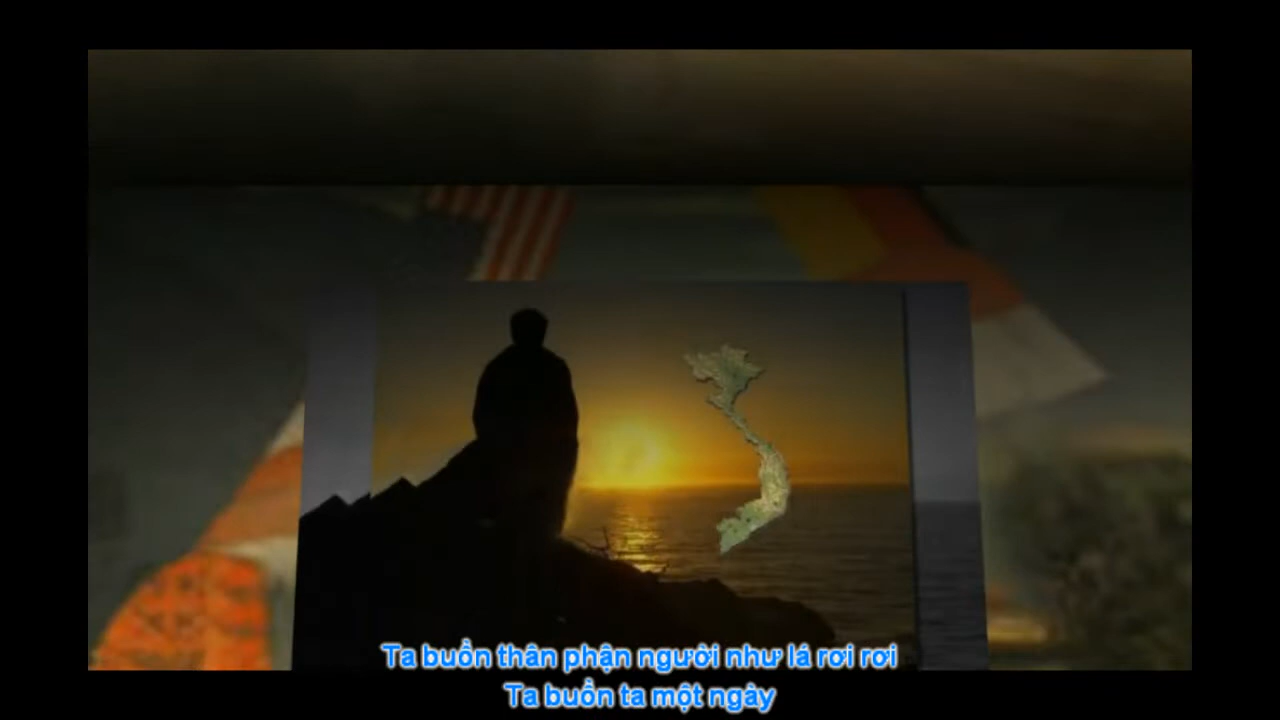 Ta buồn thân phận người như lá rơi rơi
Ta buồn ta một ngày